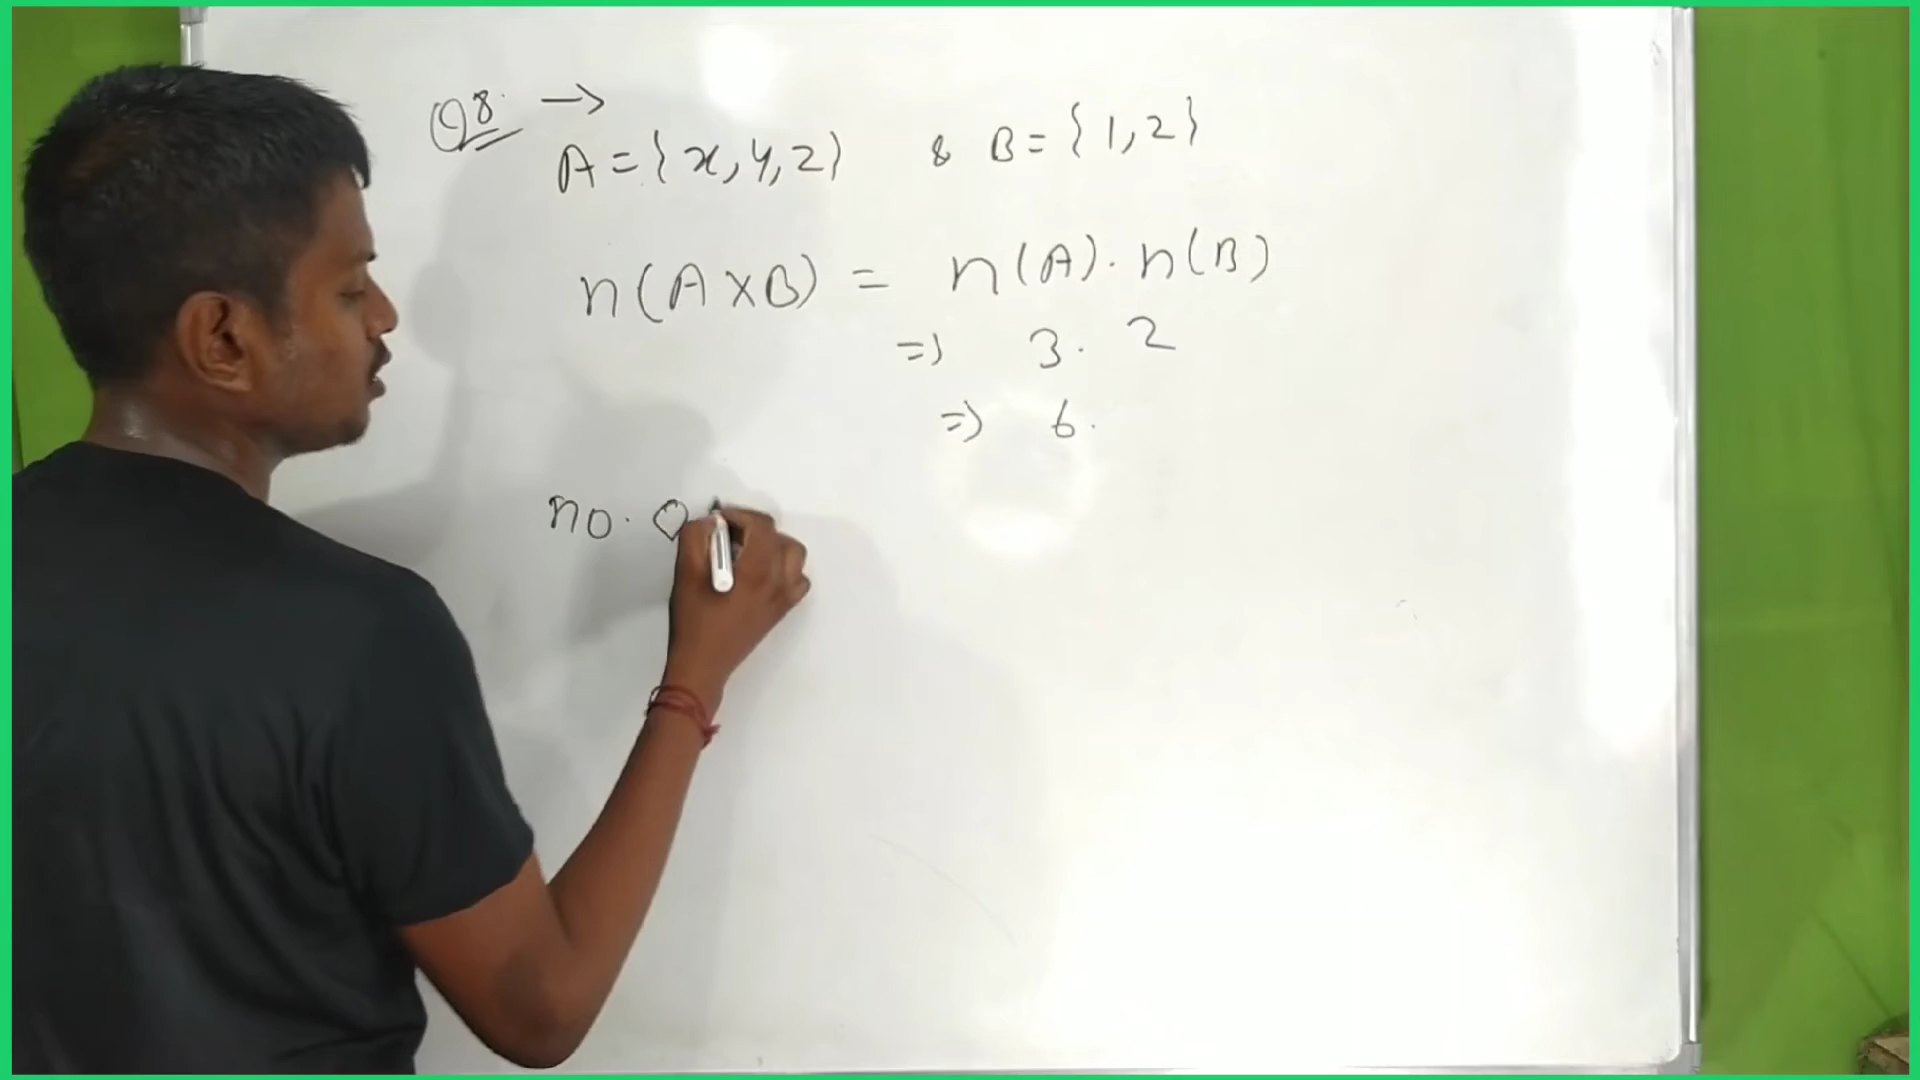 Q8. →
A = {x, y, z} & B = {1, 2}
n(A×B) = n(A). n(B)
=> 3. 2
=> 6.
no. o